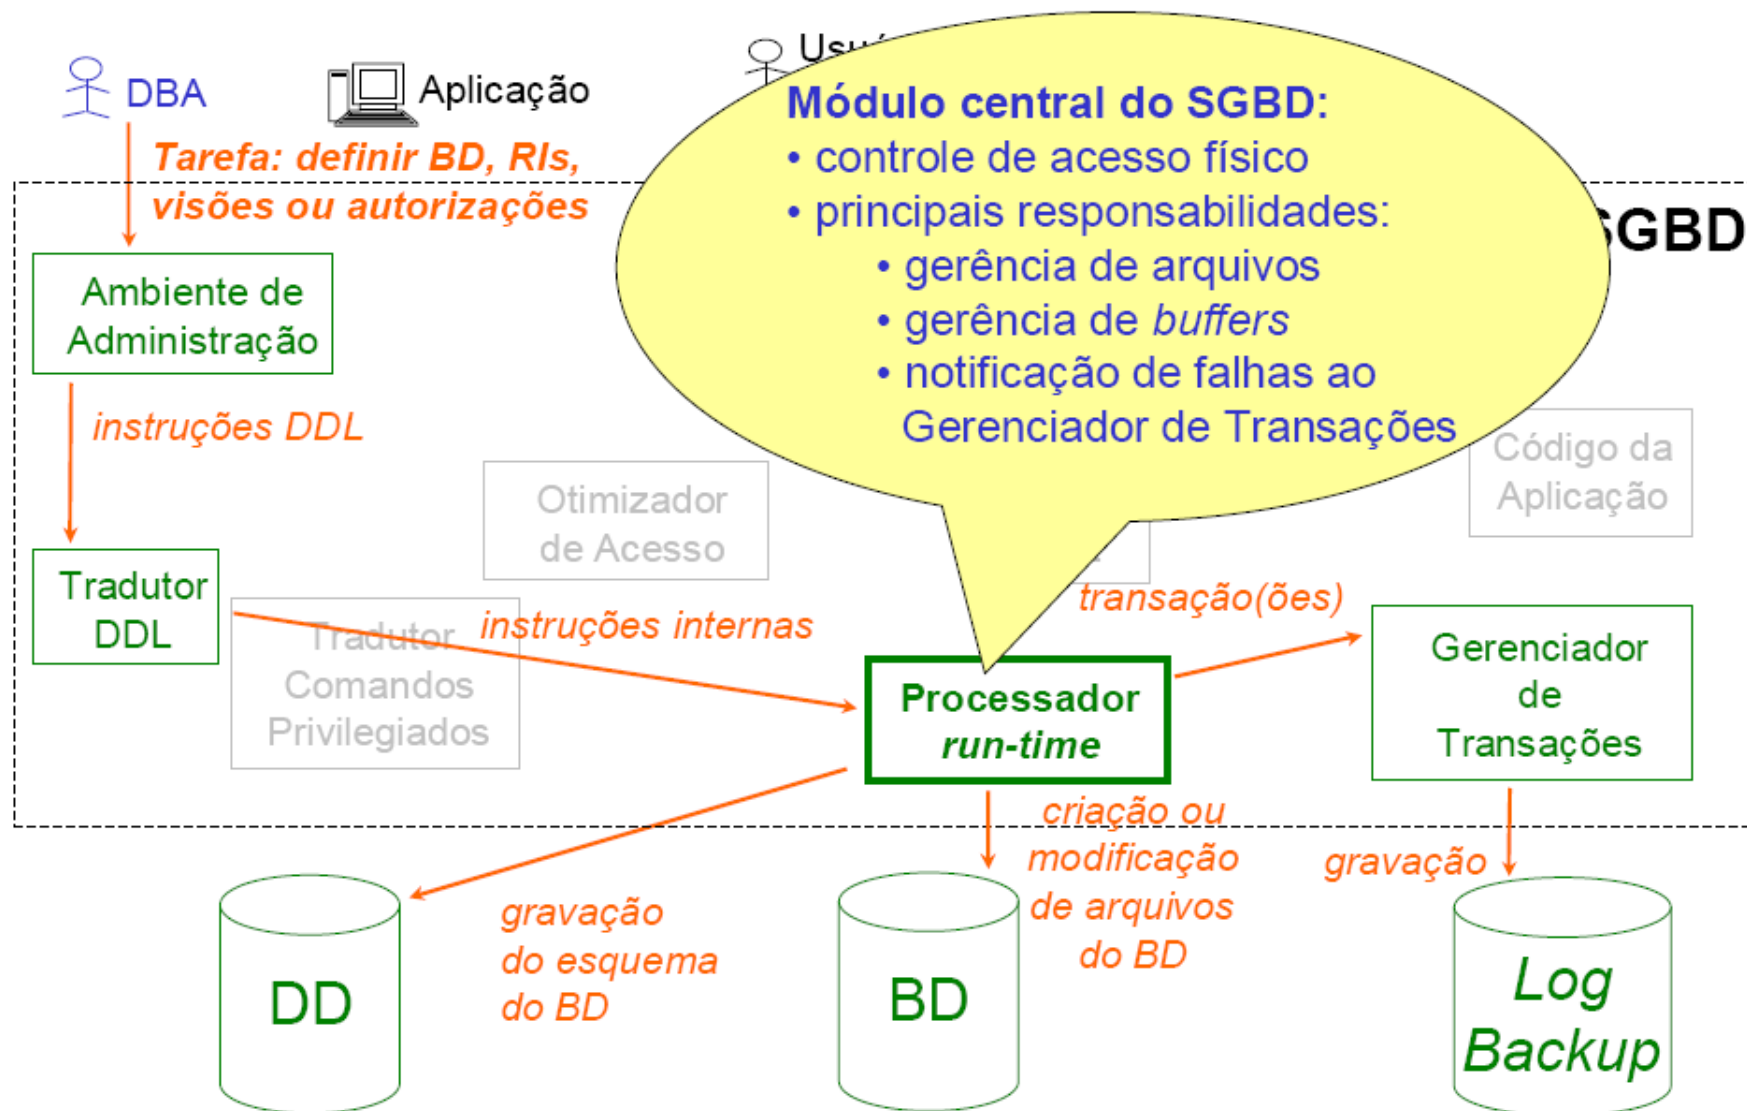 DBA
Aplicação
Tarefa: definir BD, RIs,
visões ou autorizações
Módulo central do SGBD:
• controle de acesso físico
• principais responsabilidades:
• gerência de arquivos
• gerência de buffers
• notificação de falhas ao
Gerenciador de Transações
SGBD
Ambiente de
Administração
instruções DDL
Otimizador
de Acesso
Código da
Aplicação
Tradutor
DDL
Tradutor
Comandos
Privilegiados
instruções internas
transação(ões)
Processador
run-time
Gerenciador
de
Transações
gravação
do esquema
do BD
criação ou
modificação
de arquivos
do BD
gravação
DD
BD
Log
Backup